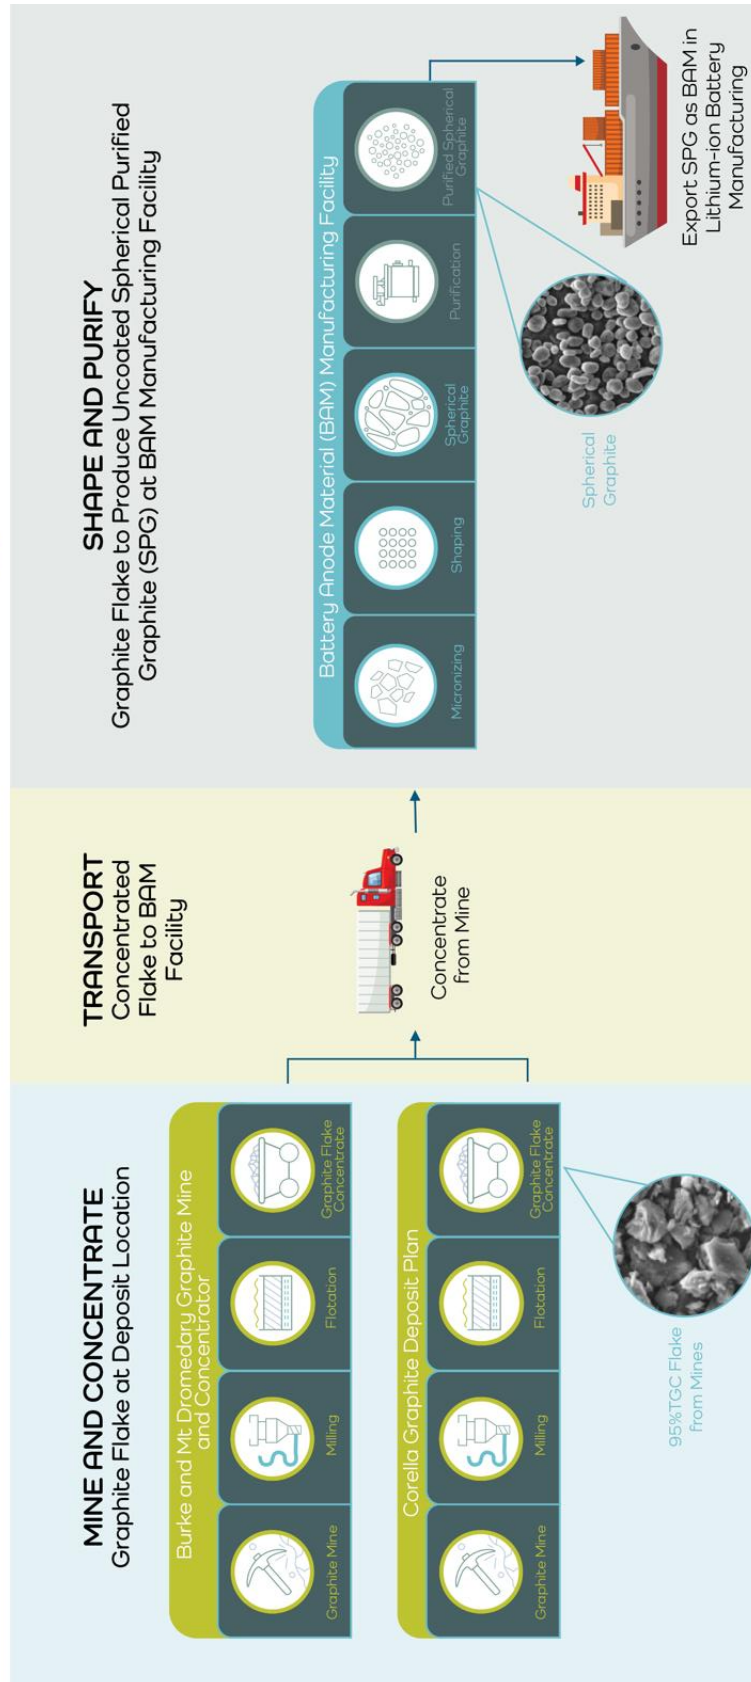 MINE AND CONCENTRATE
Graphite Flake at Deposit Location
Burke and Mt Dromedary Graphite Mine
and Concentrator
Graphite Mine
Milling
Flotation
Graphite Flake
Concentrate
Corella Graphite Deposit Plan
Graphite Mine
Milling
Flotation
Graphite Flake
Concentrate
95%TGC Flake
from Mines
TRANSPORT
Concentrated
Flake to BAM
Facility
Concentrate
from Mine
SHAPE AND PURIFY
Graphite Flake to Produce Uncoated Spherical Purified
Graphite (SPG) at BAM Manufacturing Facility
Battery Anode Material (BAM) Manufacturing Facility
Micronizing
Shaping
Spherical
Graphite
Purification
Purified Spherical
Graphite
Spherical
Graphite
Export SPG as BAM in
Lithium-ion Battery
Manufacturing